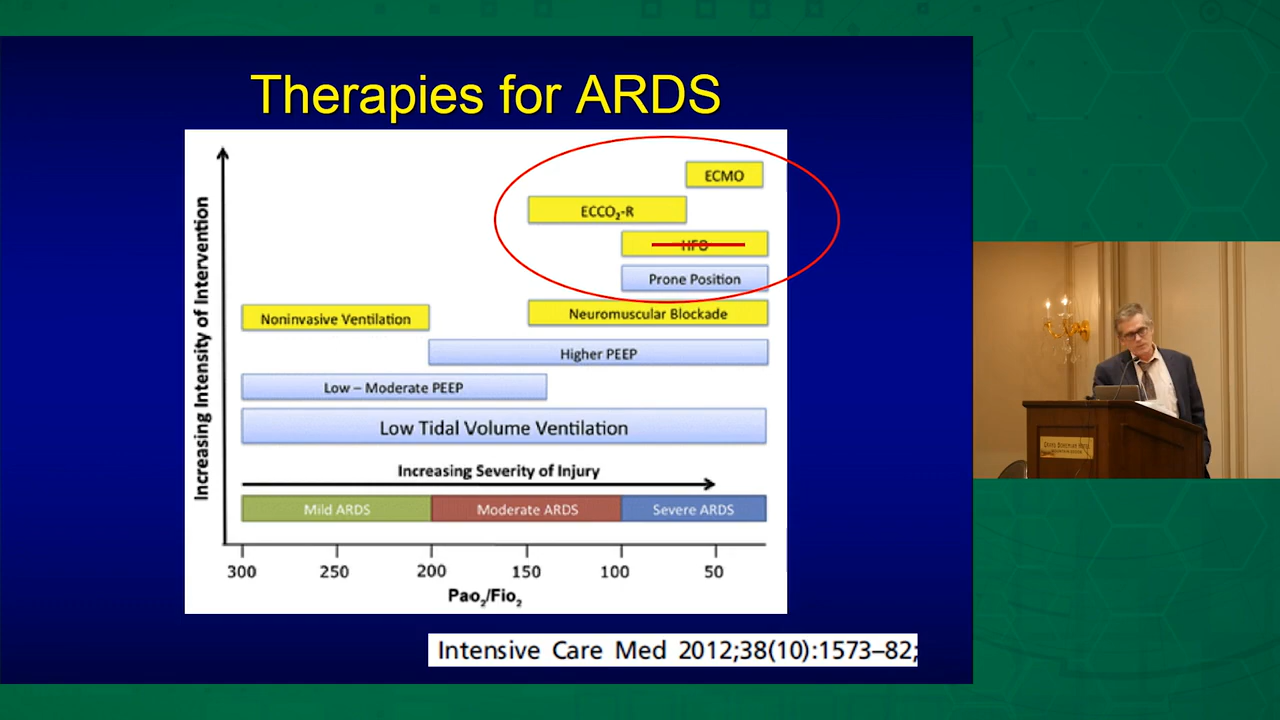 Therapies for ARDS
Increasing Intensity of Intervention
ECMO
ECCO₂-R
HFO
Prone Position
Neuromuscular Blockade
Noninvasive Ventilation
Higher PEEP
Low – Moderate PEEP
Low Tidal Volume Ventilation
Increasing Severity of Injury
Mild ARDS
Moderate ARDS
Severe ARDS
300
250
200
150
100
50
Pao₂/Fio₂
Intensive Care Med 2012;38(10):1573–82;